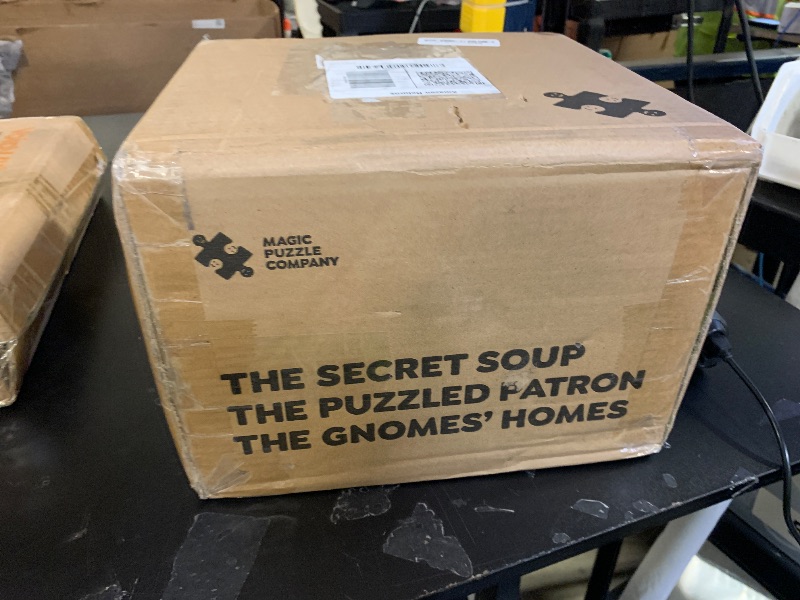 MAGIC
PUZZLE
COMPANY
THE SECRET SOUP
THE PUZZLED PATRON
THE GNOMES' HOMES